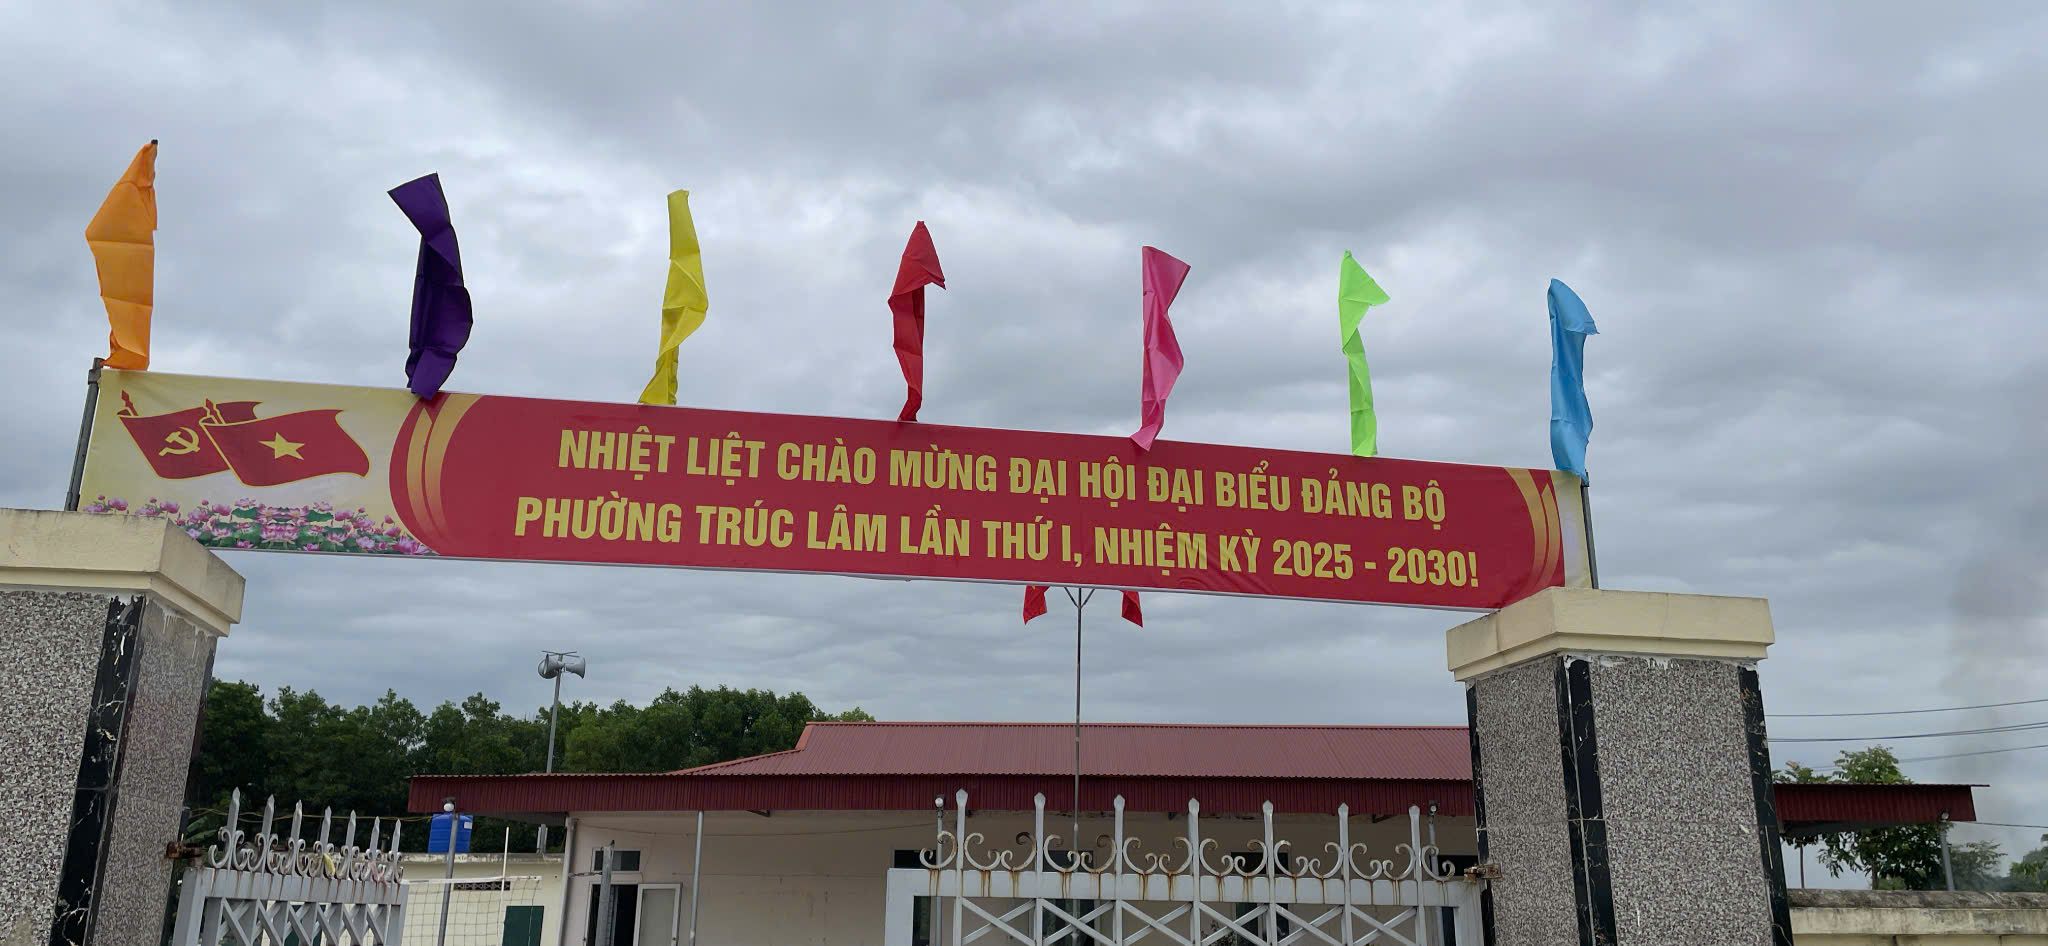 NHIỆT LIỆT CHÀO MỪNG ĐẠI HỘI ĐẠI BIỂU ĐẢNG BỘ
PHƯỜNG TRÚC LÂM LẦN THỨ I, NHIỆM KỲ 2025 - 2030!